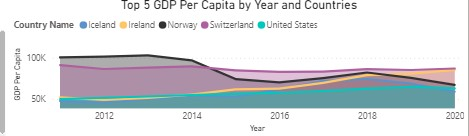 Top 5 GDP Per Capita by Year and Countries
Country Name Iceland Ireland Norway Switzerland United States
GDP Per Capita
100K
50K
2012 2014 2016 2018 2020
Year